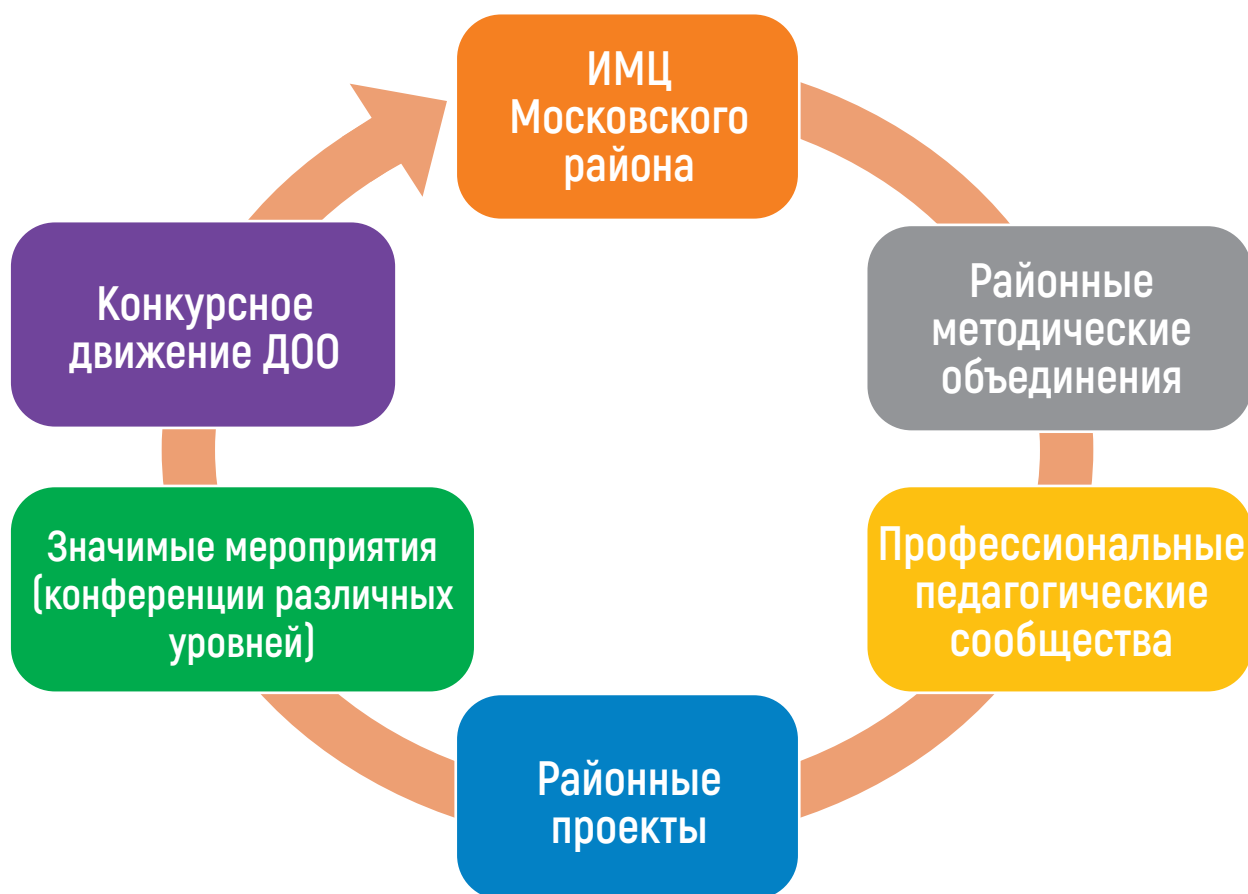 ИМЦ
Московского
района
Районные
методические
объединения
Профессиональные
педагогические
сообщества
Районные
проекты
Значимые мероприятия
(конференции различных
уровней)
Конкурсное
движение ДОО